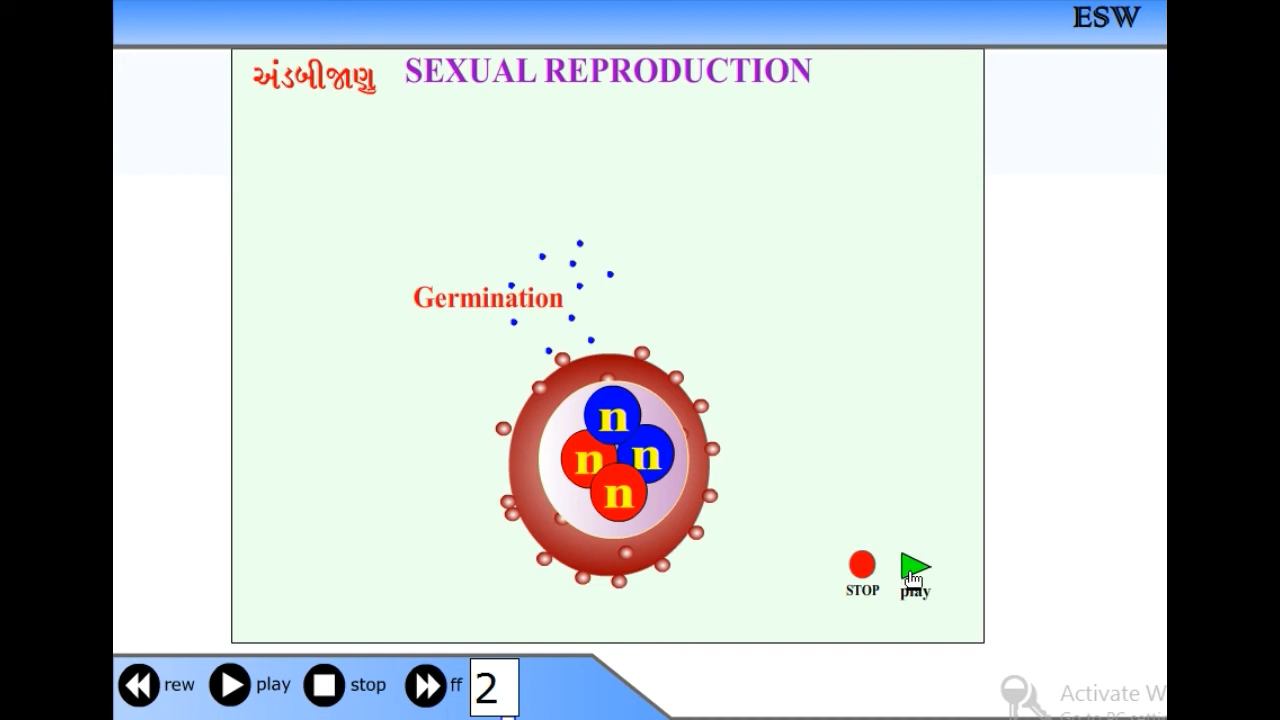 ESW
અંડબીજાણુ SEXUAL REPRODUCTION
Germination
n
n
n
n
STOP
play
rew
play
stop
ff
2
Activate W